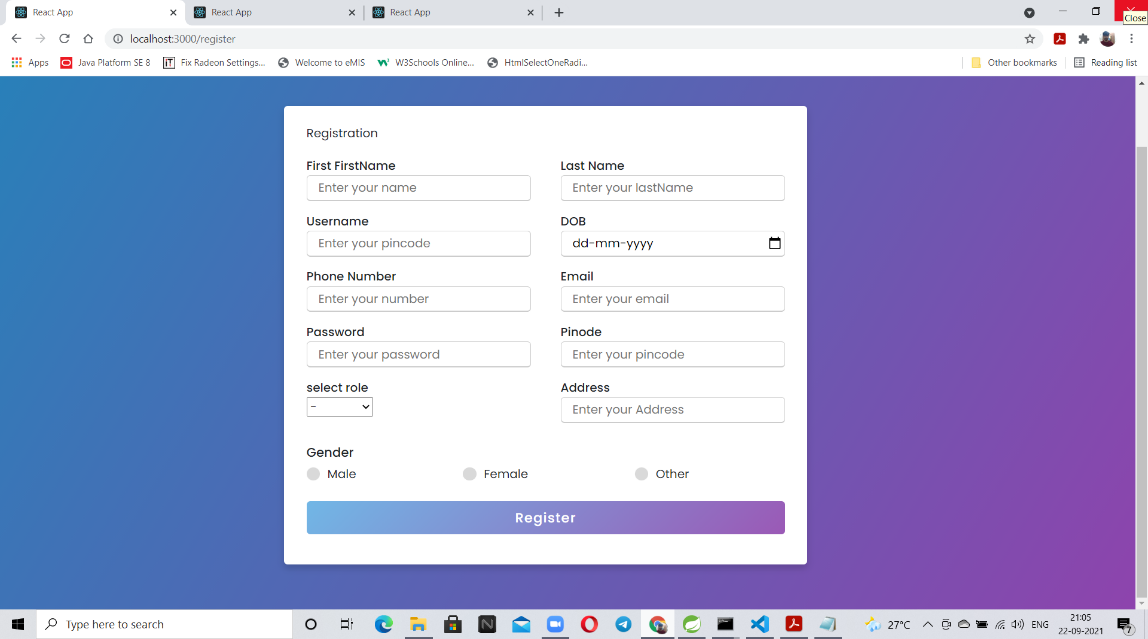 React App
React App
React App
Close
localhost:3000/register
Apps
Java Platform SE 8
Fix Radeon Settings...
Welcome to eMIS
W3Schools Online...
HtmlSelectOneRadi...
Other bookmarks
Reading list
Registration
First FirstName
Last Name
Enter your name
Enter your lastName
Username
DOB
Enter your pincode
dd-mm-yyyy
Phone Number
Email
Enter your number
Enter your email
Password
Pinode
Enter your password
Enter your pincode
select role
Address
-
Enter your Address
Gender
Male
Female
Other
Register
Type here to search
27°C
ENG
21:05
22-09-2021
7